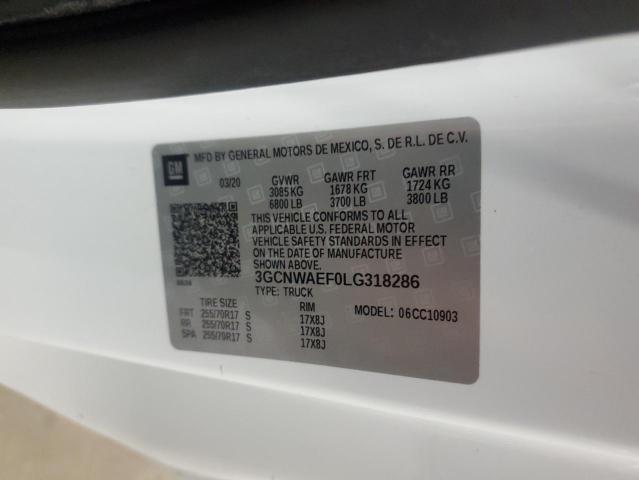 GM
MFD BY GENERAL MOTORS DE MEXICO, S. DE R.L. DE C.V.
03/20 GVWR GAWR FRT GAWR RR
3085 KG 1678 KG 1724 KG
6800 LB 3700 LB 3800 LB
THIS VEHICLE CONFORMS TO ALL
APPLICABLE U.S. FEDERAL MOTOR
VEHICLE SAFETY STANDARDS IN EFFECT
ON THE DATE OF MANUFACTURE
SHOWN ABOVE.
3GCNWAEF0LG318286
TYPE: TRUCK
TIRE SIZE RIM MODEL: 06CC10903
FRT 255/70R17 S 17X8J
RR 255/70R17 S 17X8J
SPA 255/70R17 S 17X8J